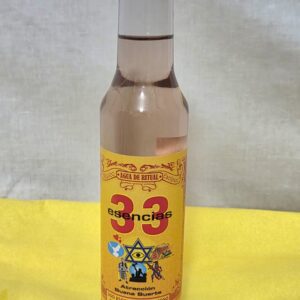 AGUA DE RITUAL
33
esencias
Atracción
Buena Suerte